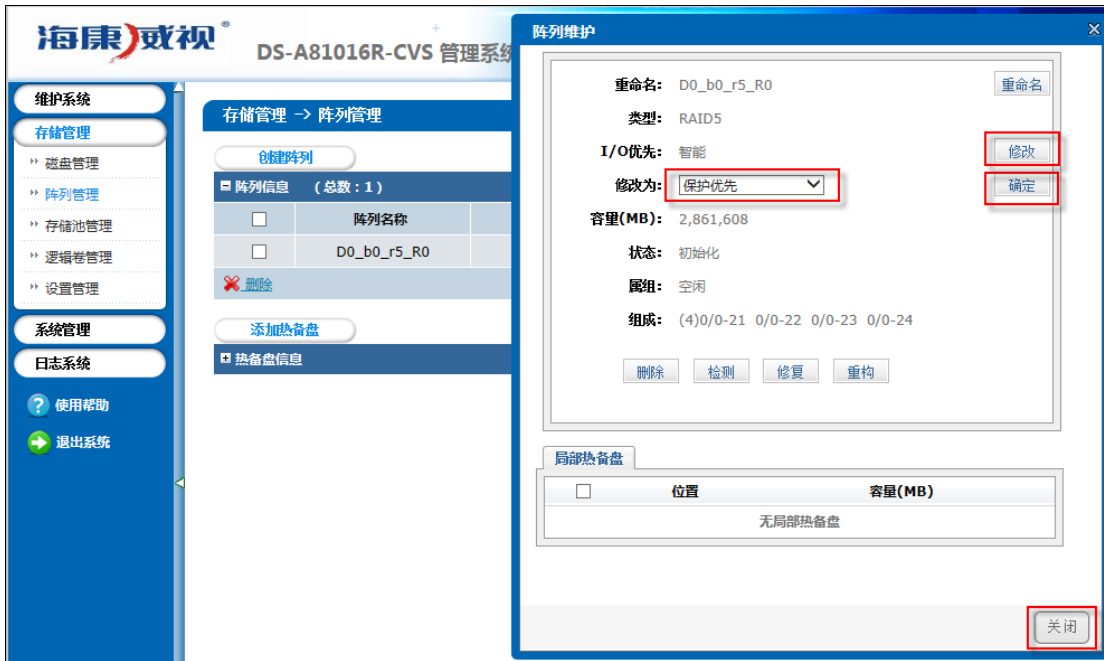 海康威视®
DS-A81016R-CVS 管理系统
维护系统
存储管理
磁盘管理
阵列管理
存储池管理
逻辑卷管理
设置管理
系统管理
日志系统
使用帮助
退出系统
存储管理 -> 阵列管理
创建阵列
阵列信息 (总数:1)
阵列名称
D0_b0_r5_R0
删除
添加热备盘
热备盘信息
阵列维护
重命名: D0_b0_r5_R0 重命名
类型: RAID5
I/O优先: 智能 修改
修改为: 保护优先 确定
容量(MB): 2,861,608
状态: 初始化
属组: 空闲
组成: (4)0/0-21 0/0-22 0/0-23 0/0-24
删除 检测 修复 重构
局部热备盘
位置 容量(MB)
无局部热备盘
关闭